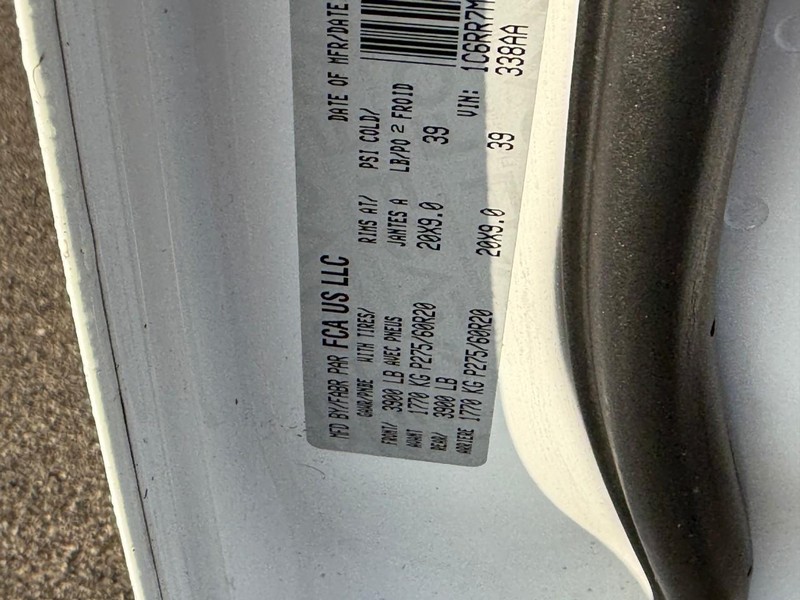 MFD BY/FABR PAR FCA US LLC DATE OF MFR/DATE
GAWR/PNBE WITH TIRES/ RIMS AT/ PSI COLD/
FRONT/ 3900 LB AVEC PNEUS JANTES A LB/PO 2 FROID
AVANT 1770 KG P275/60R20 20X9.0 39
REAR/ 3900 LB VIN: 1C6RR7M
ARRIERE 1770 KG P275/60R20 20X9.0 39 338AA